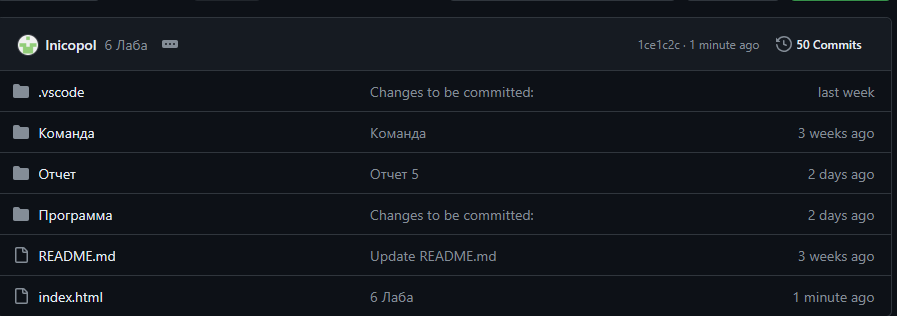 Inicopol 6 Лаба 1ce1c2c · 1 minute ago 50 Commits
.vscode Changes to be committed: last week
Команда Команда 3 weeks ago
Отчет Отчет 5 2 days ago
Программа Changes to be committed: 2 days ago
README.md Update README.md 3 weeks ago
index.html 6 Лаба 1 minute ago